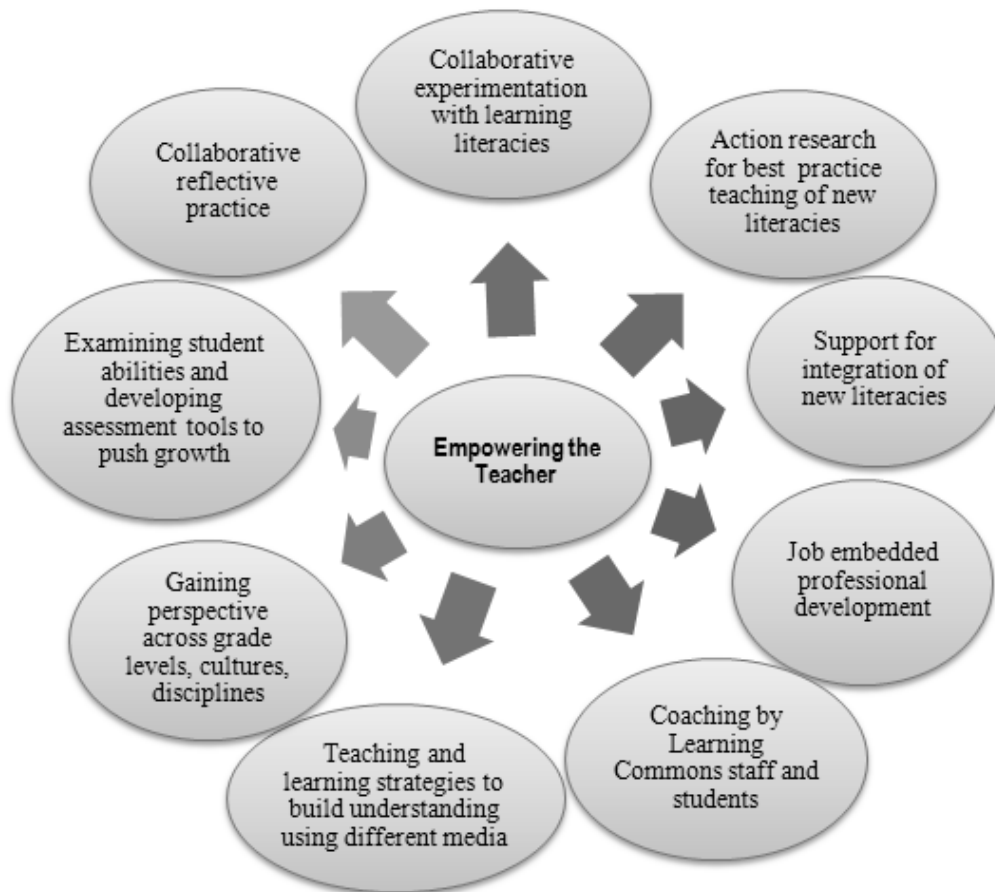 Collaborative
experimentation
with learning
literacies
Action research
for best practice
teaching of new
literacies
Support for
integration of
new literacies
Job embedded
professional
development
Coaching by
Learning
Commons staff and
students
Teaching and
learning strategies to
build understanding
using different media
Gaining
perspective
across grade
levels, cultures,
disciplines
Examining student
abilities and
developing
assessment tools to
push growth
Collaborative
reflective
practice
Empowering the
Teacher